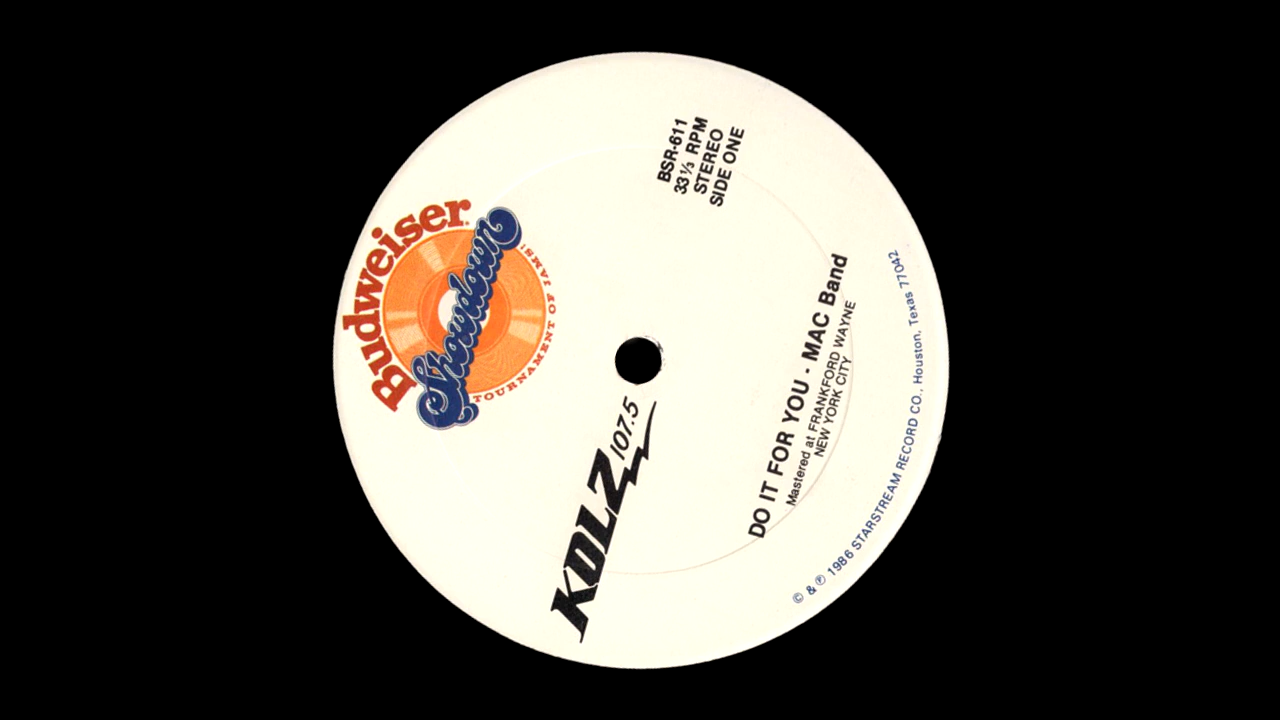 Budweiser
Showdown
TOURNAMENT OF JAMS!
BSR-611
33⅓ RPM
STEREO
SIDE ONE
KDLZ 107.5
DO IT FOR YOU - MAC Band
Mastered at FRANKFORD WAYNE
NEW YORK CITY
© & ℗ 1986 STARSTREAM RECORD CO., Houston, Texas 77042